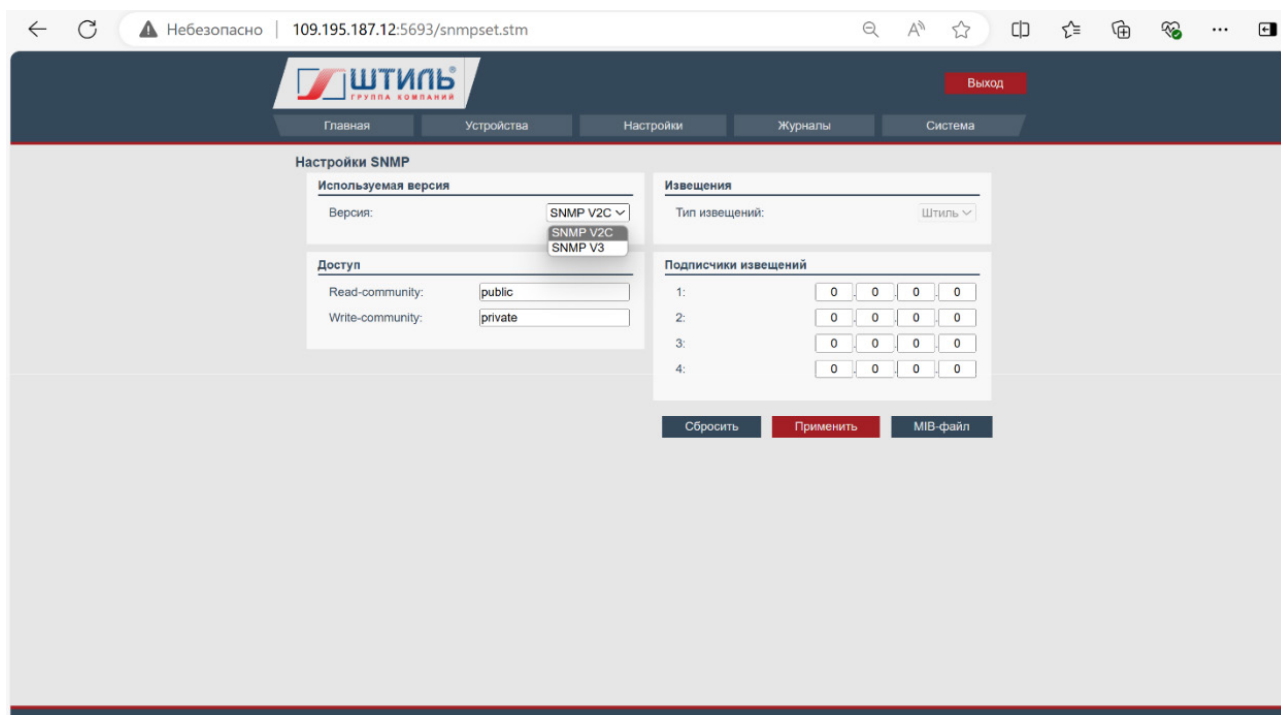 Небезопасно | 109.195.187.12:5693/snmpset.stm
ШТИЛЬ®
ГРУППА КОМПАНИЙ
Выход
Главная Устройства Настройки Журналы Система
Настройки SNMP
Используемая версия
Версия: SNMP V2C
SNMP V2C
SNMP V3
Извещения
Тип извещений: Штиль
Доступ
Read-community: public
Write-community: private
Подписчики извещений
1: 0 . 0 . 0 . 0
2: 0 . 0 . 0 . 0
3: 0 . 0 . 0 . 0
4: 0 . 0 . 0 . 0
Сбросить Применить MIB-файл